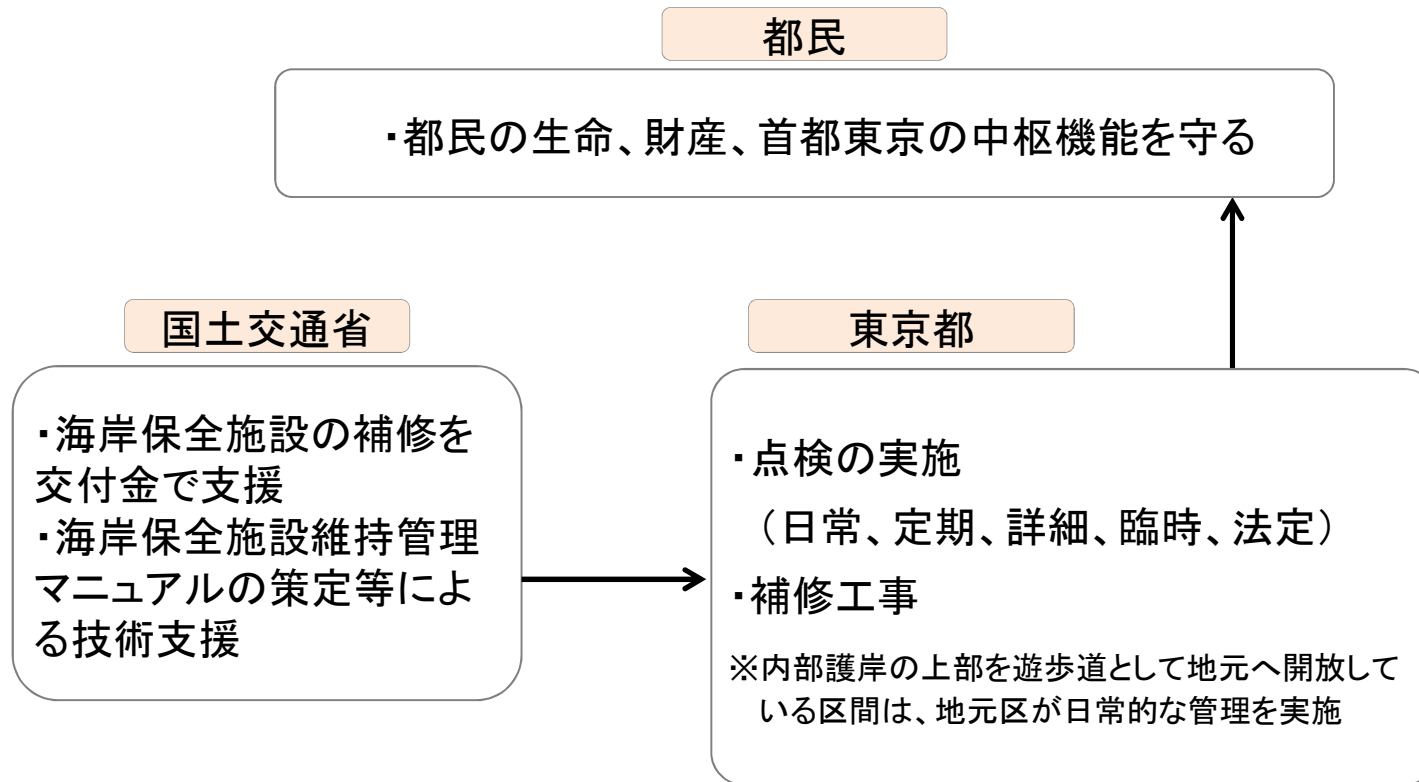 都民
・都民の生命、財産、首都東京の中枢機能を守る
国土交通省
・海岸保全施設の補修を
交付金で支援
・海岸保全施設維持管理
マニュアルの策定等によ
る技術支援
東京都
・点検の実施
（日常、定期、詳細、臨時、法定）
・補修工事
※内部護岸の上部を遊歩道として地元へ開放して
いる区間は、地元区が日常的な管理を実施